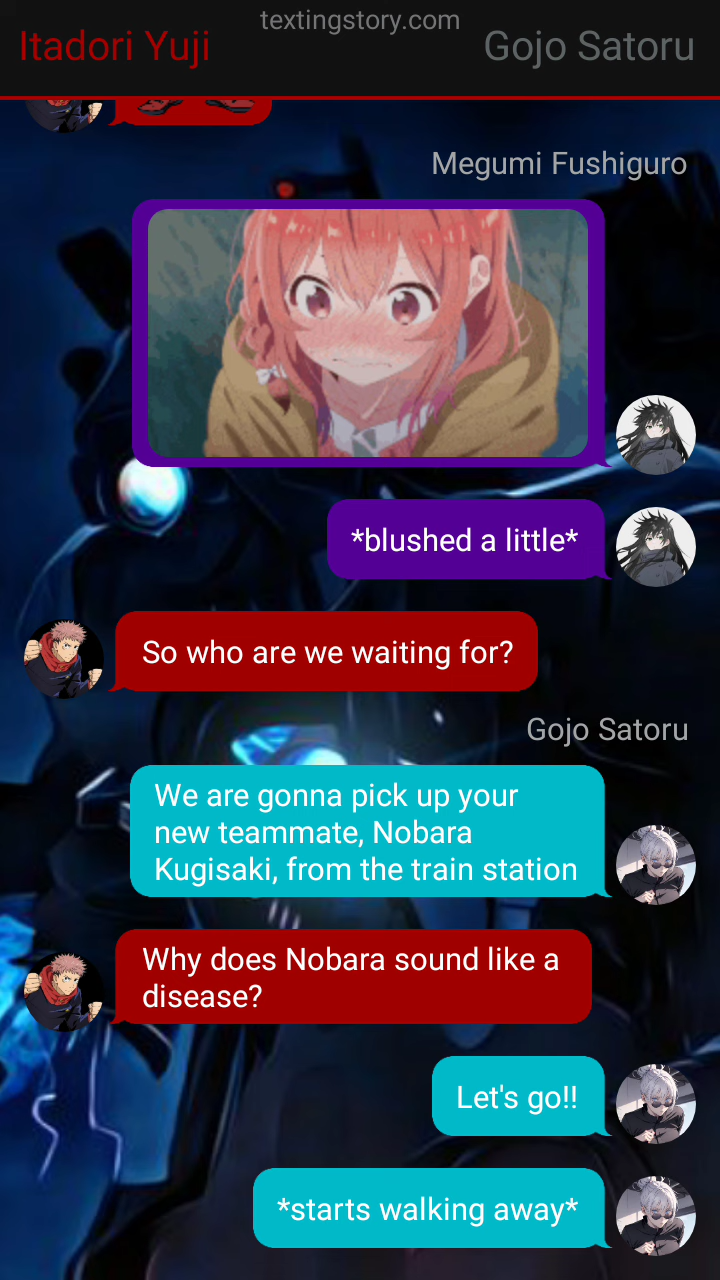 textingstory.com
Itadori Yuji
Gojo Satoru
Megumi Fushiguro
*blushed a little*
So who are we waiting for?
Gojo Satoru
We are gonna pick up your
new teammate, Nobara
Kugisaki, from the train station
Why does Nobara sound like a
disease?
Let's go!!
*starts walking away*